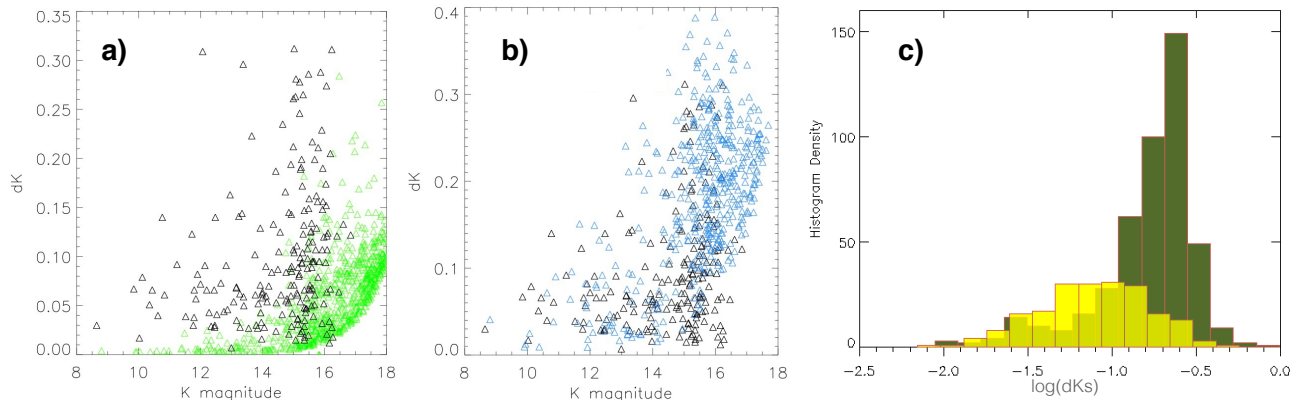 a)
dK
0.35
0.30
0.25
0.20
0.15
0.10
0.05
0.00
8 10 12 14 16 18
K magnitude
b)
dK
0.4
0.3
0.2
0.1
0.0
8 10 12 14 16 18
K magnitude
c)
Histogram Density
150
100
50
0
-2.5 -2.0 -1.5 -1.0 -0.5 0.0
log(dKs)